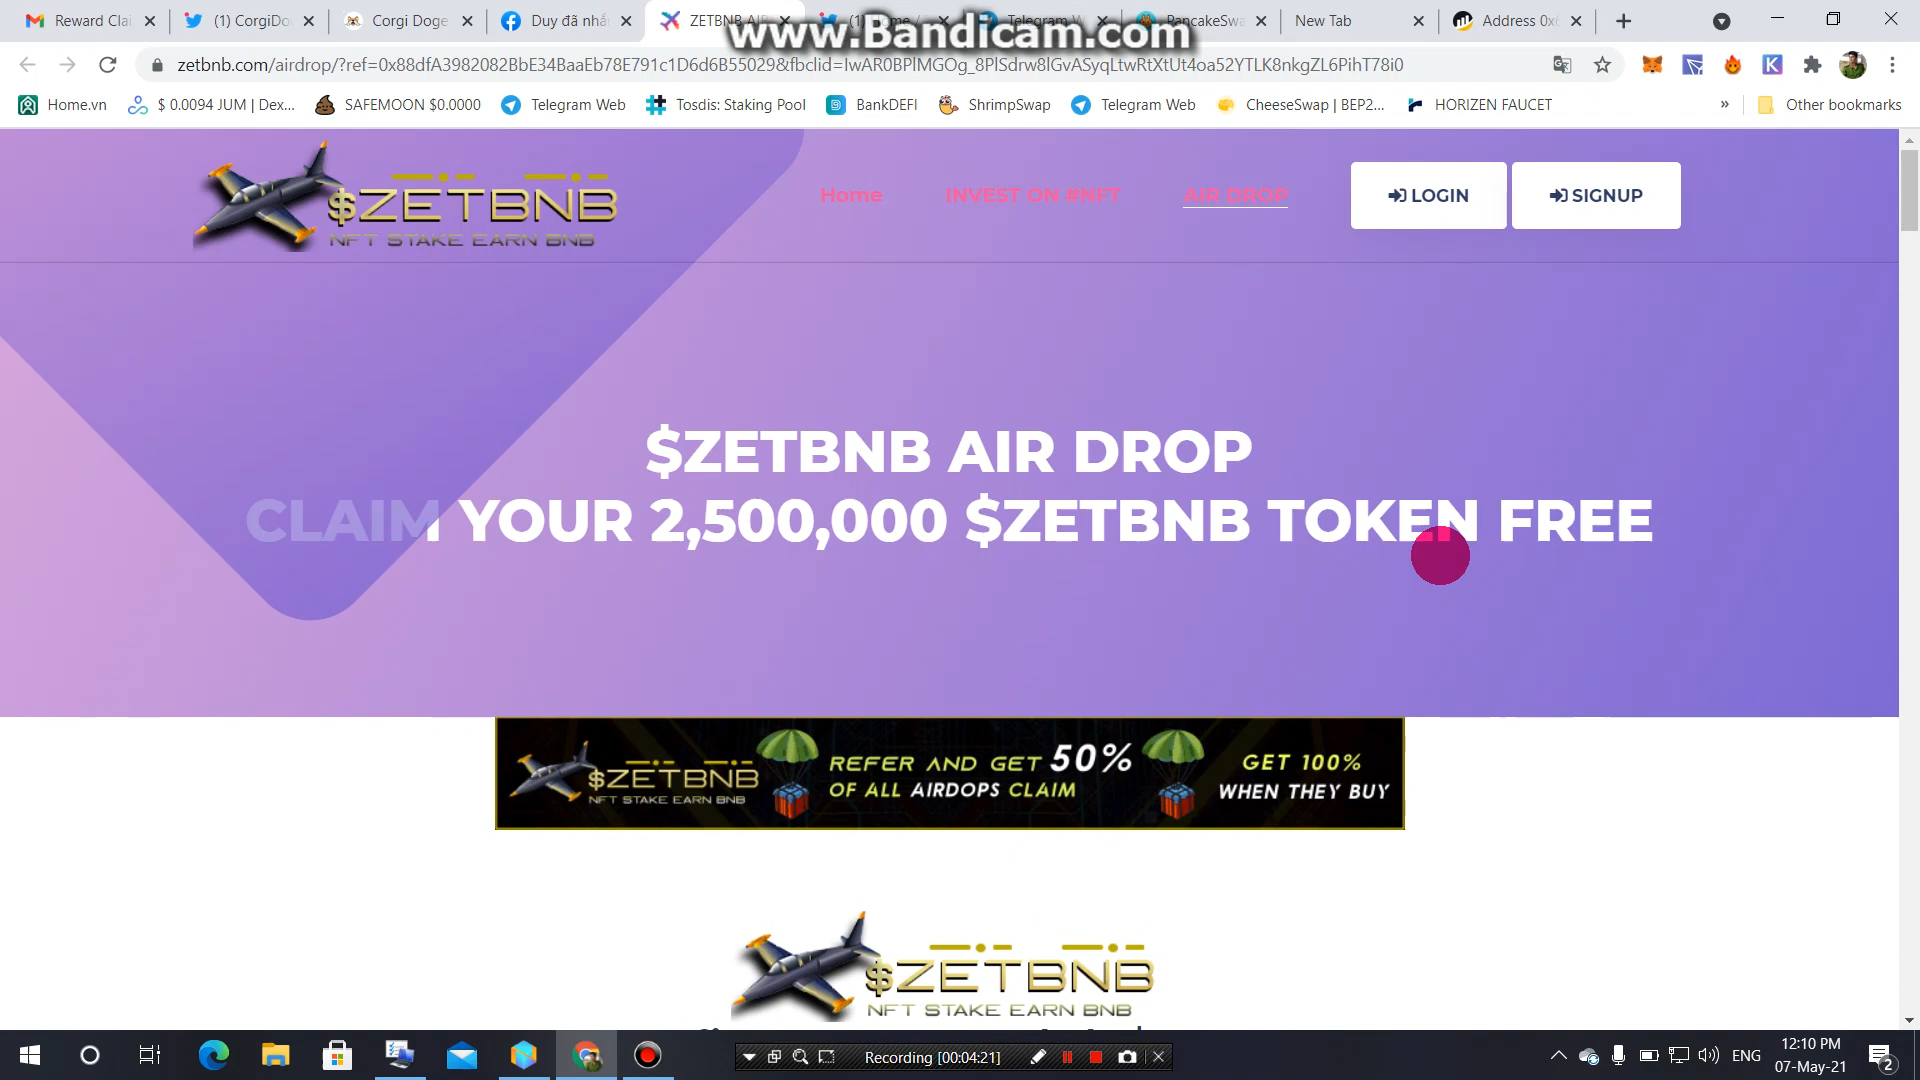 www.Bandicam.com
Reward Clai
(1) CorgiDo
Corgi Doge
Duy đã nhắ
ZETBNB AIR
PancakeSwa
New Tab
Address 0x
zetbnb.com/airdrop/?ref=0x88dfA3982082BbE34BaaEb78E791c1D6d6B55029&fbclid=IwAR0BPlMGOg_8PlSdrw8lGvASyqLtwRtXtUt4oa52YTLK8nkgZL6PihT78i0
Home.vn
$ 0.0094 JUM | Dex...
SAFEMOON $0.0000
Telegram Web
Tosdis: Staking Pool
BankDEFI
ShrimpSwap
Telegram Web
CheeseSwap | BEP2...
HORIZEN FAUCET
»
Other bookmarks
$ZETBNB
NFT STAKE EARN BNB
Home
INVEST ON #NFT
AIR DROP
LOGIN
SIGNUP
$ZETBNB AIR DROP
CLAIM YOUR 2,500,000 $ZETBNB TOKEN FREE
$ZETBNB
NFT STAKE EARN BNB
REFER AND GET 50%
OF ALL AIRDOPS CLAIM
GET 100%
WHEN THEY BUY
$ZETBNB
NFT STAKE EARN BNB
Recording [00:04:21]
ENG
12:10 PM
07-May-21
2